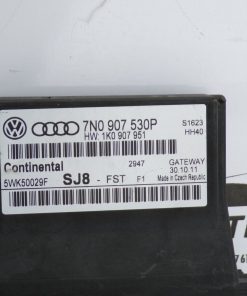 7N0 907 530P
HW: 1K0 907 951
S1623
HH40
Continental
2947
GATEWAY
30.10.11
5WK50029F
SJ8 - FST F1
Made in Czech Republic